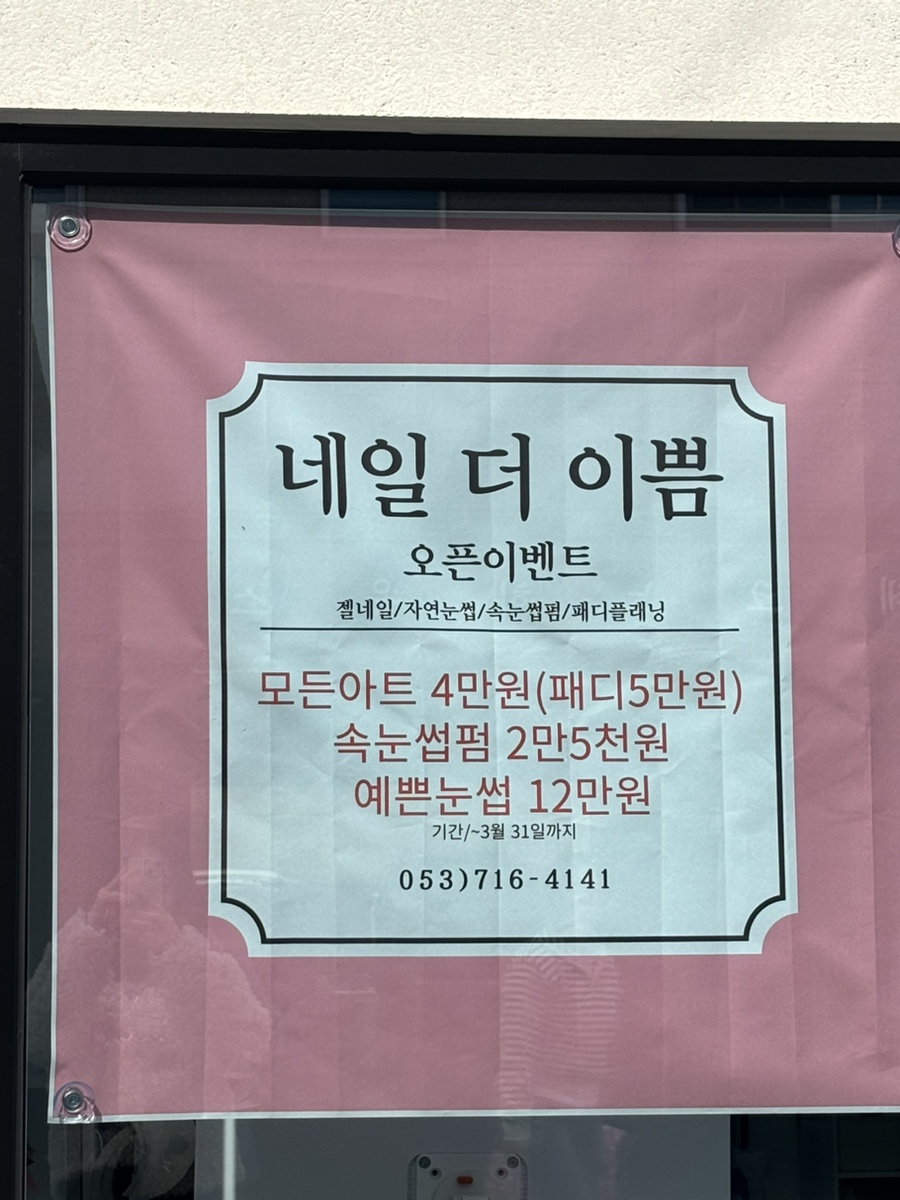 네일 더 이쁨
오픈이벤트
젤네일/자연눈썹/속눈썹펌/패디플래닝
모든아트 4만원(패디5만원)
속눈썹펌 2만5천원
예쁜눈썹 12만원
기간/~3월 31일까지
053)716-4141